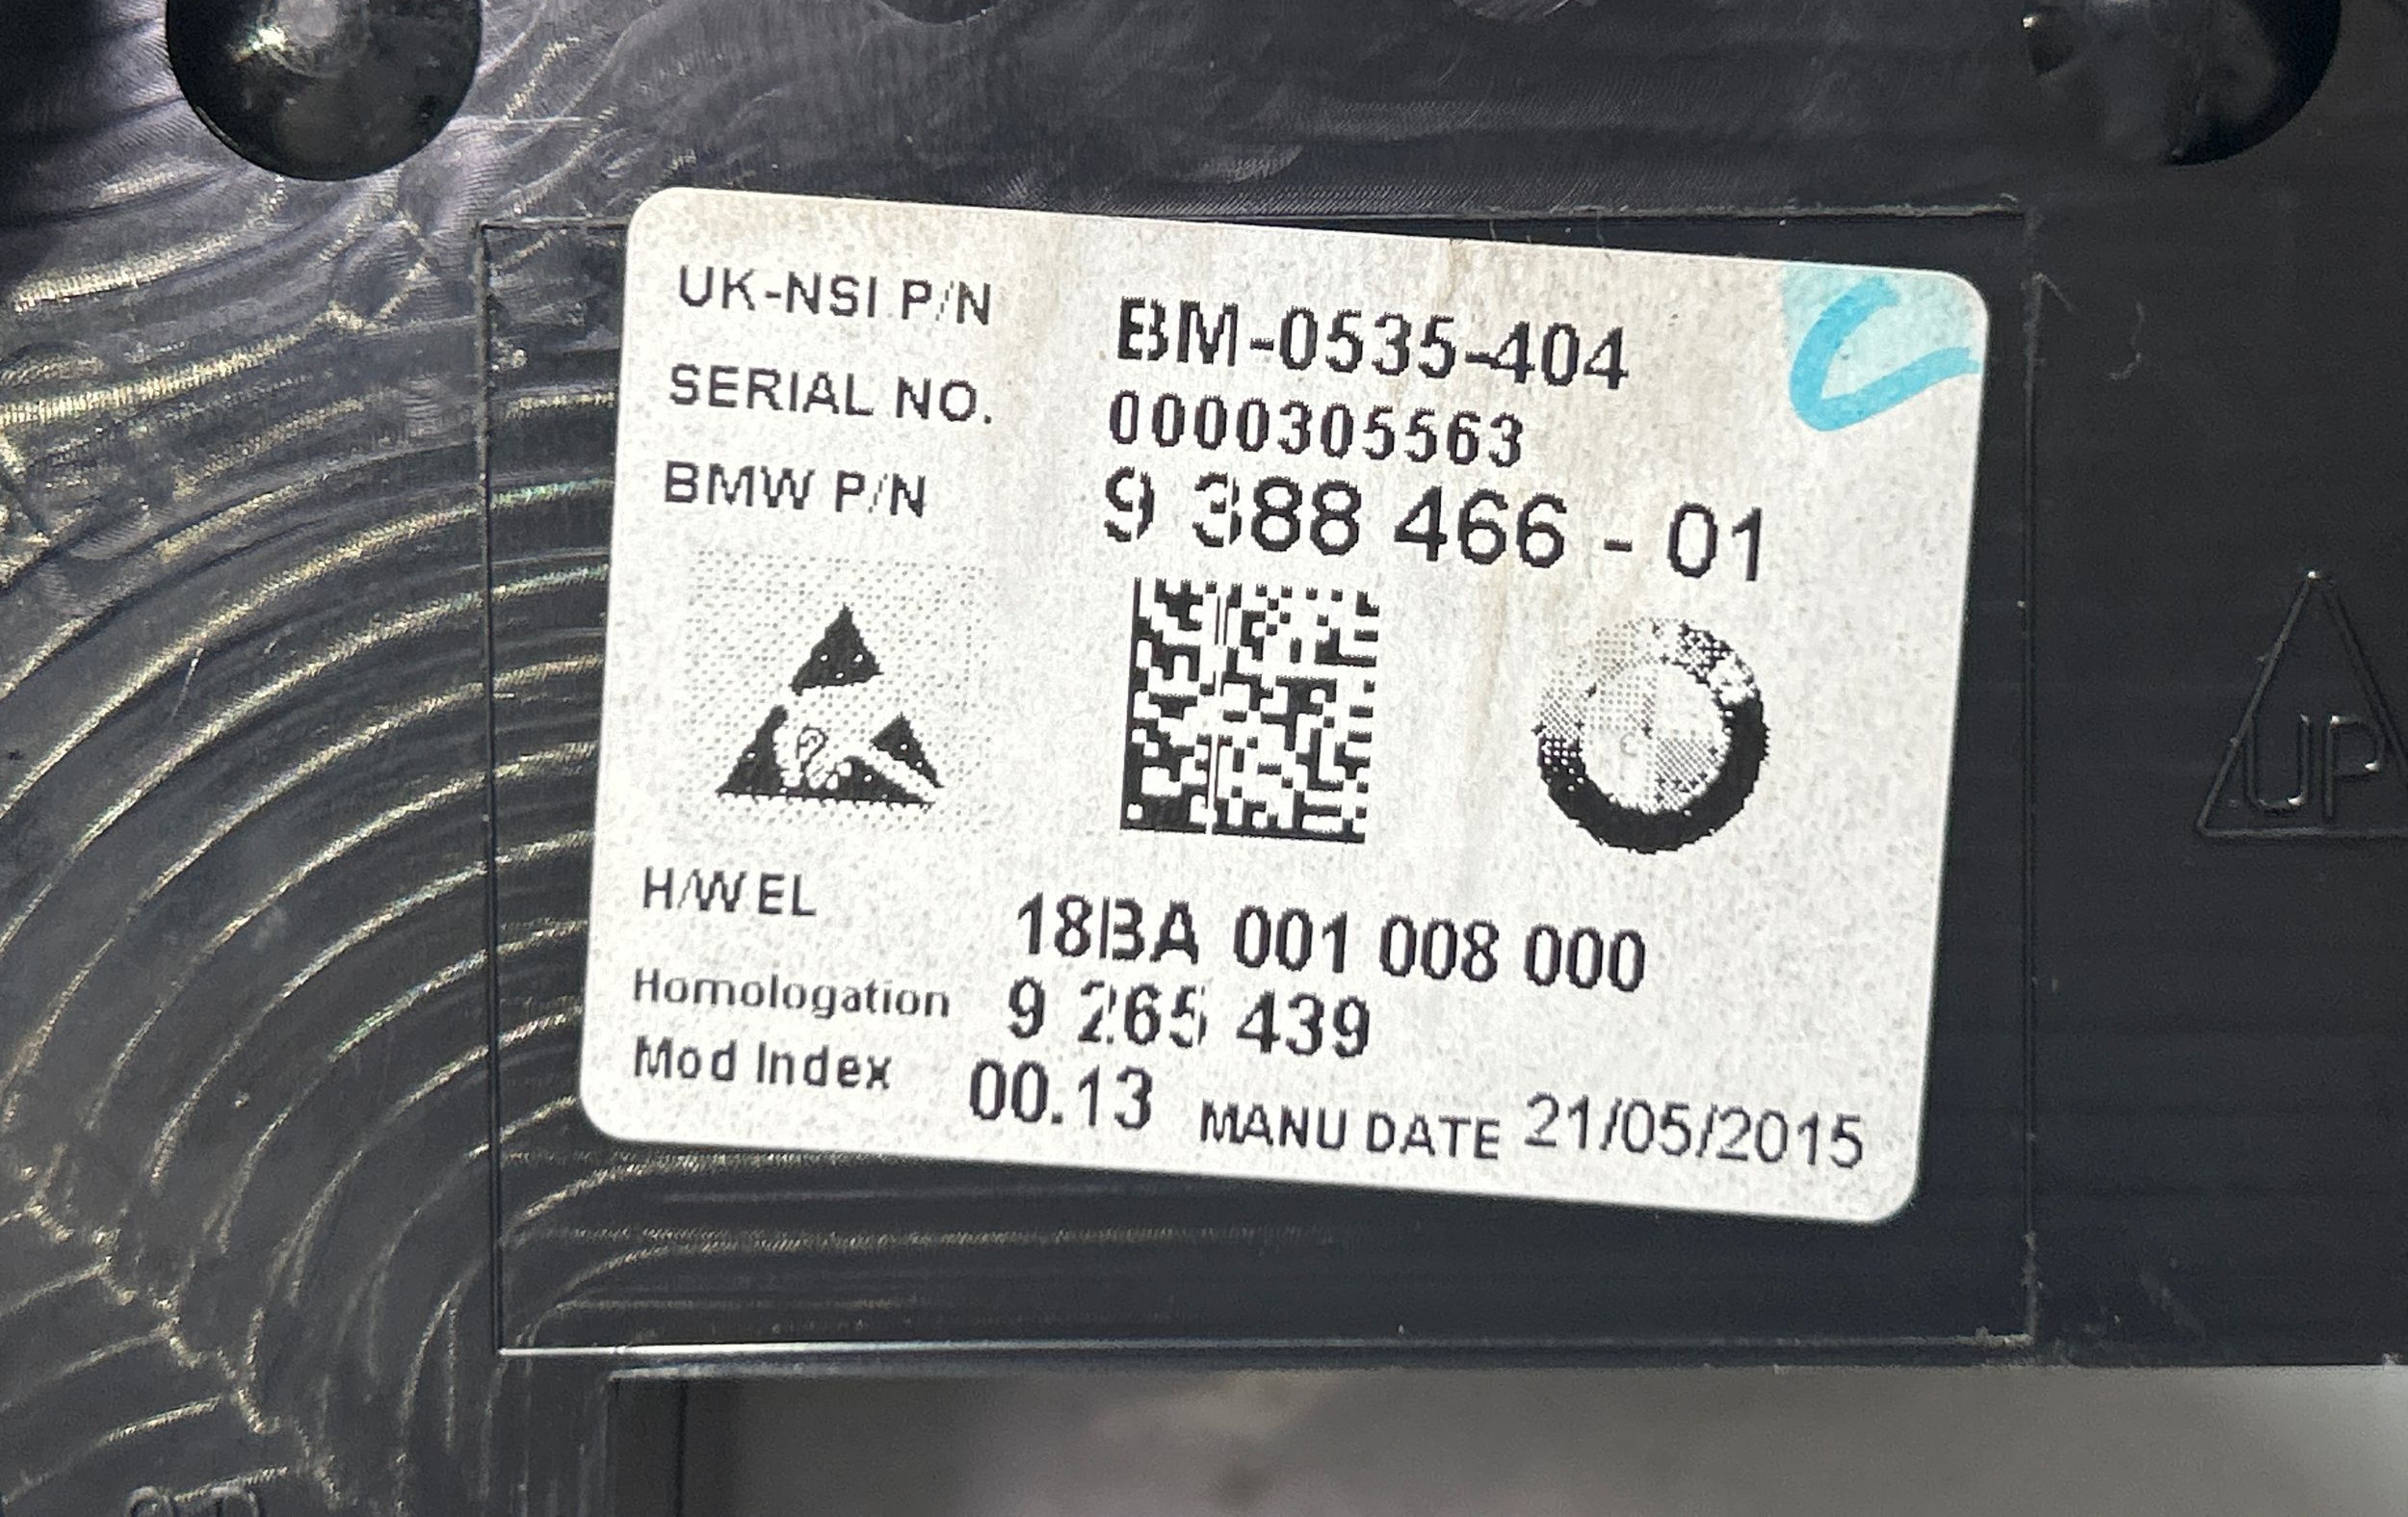 UK-NSI P/N BM-0535-404
SERIAL NO. 0000305563
BMW P/N 9 388 466 - 01
H/W EL 18BA 001 008 000
Homologation 9 265 439
Mod Index 00.13 MANU DATE 21/05/2015
UP